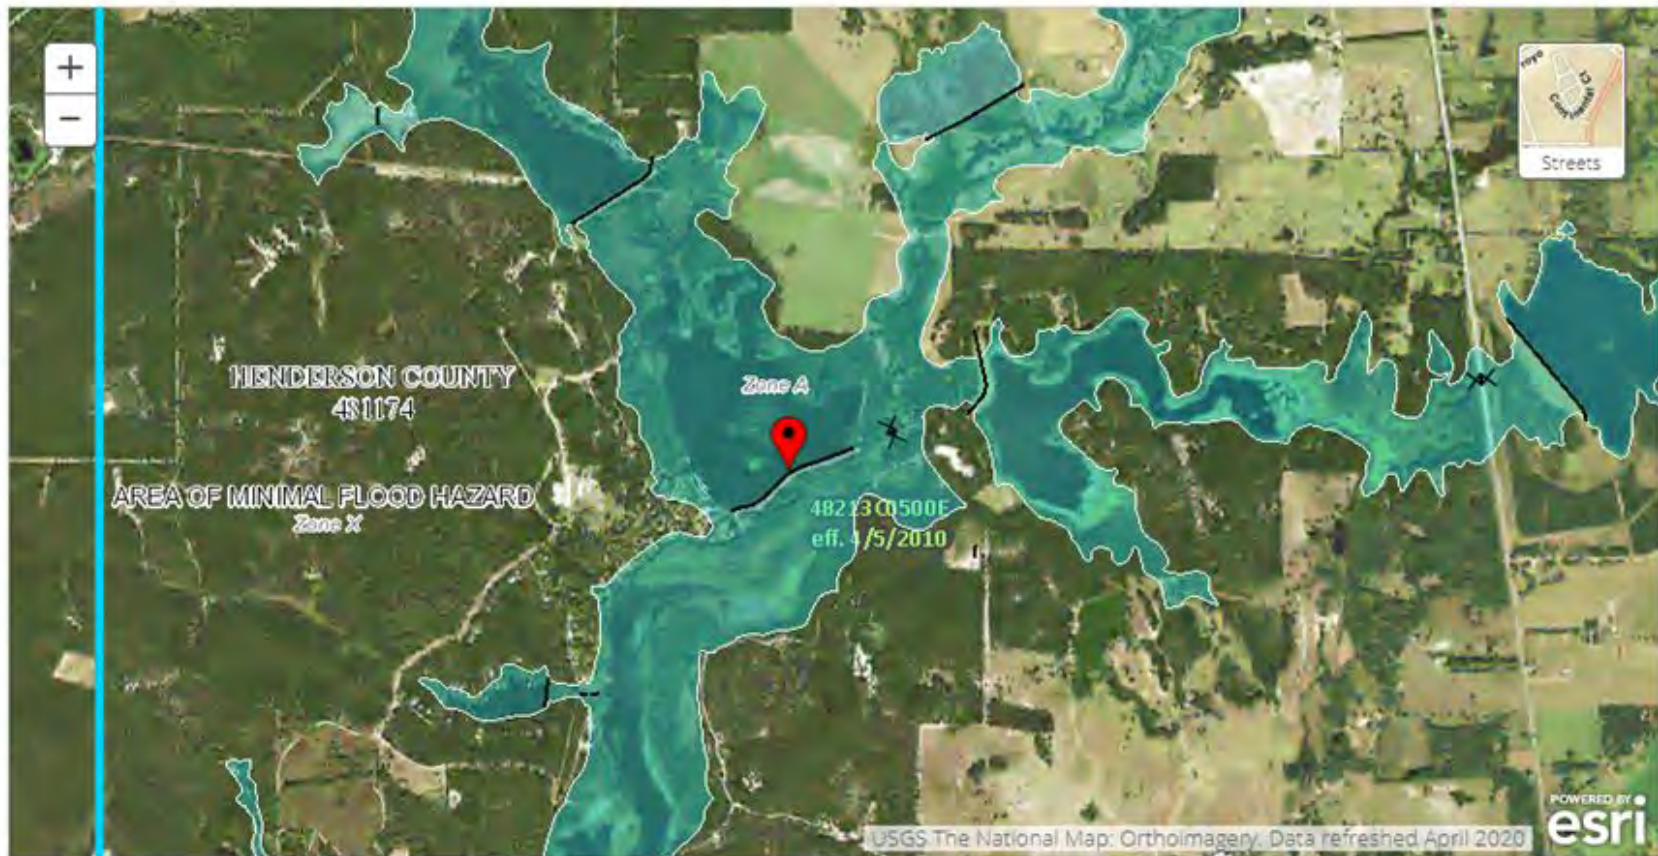 +
−
Streets
HENDERSON COUNTY
481174
Zone A
AREA OF MINIMAL FLOOD HAZARD
Zone X
48213C0500E
eff. 4/5/2010
POWERED BY
esri
USGS The National Map: Orthoimagery. Data refreshed April 2020